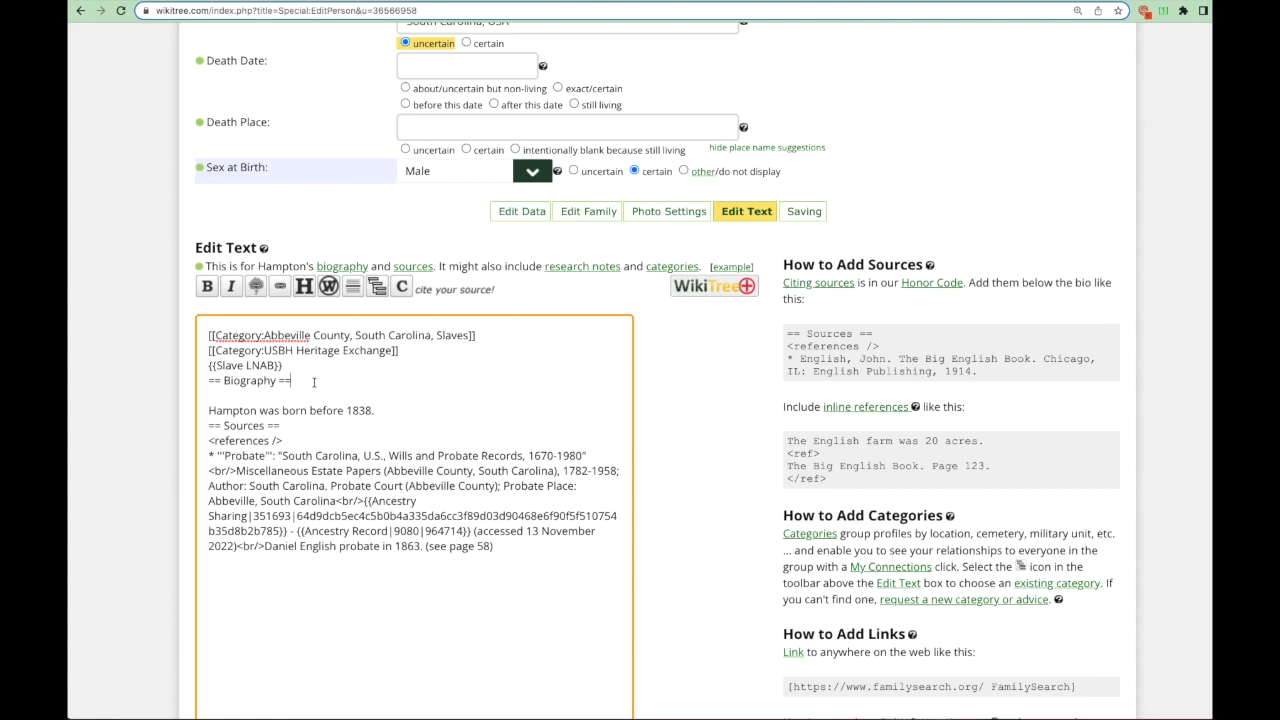 wikitree.com/index.php?title=Special:EditPerson&u=36566958
South Carolina, USA
uncertain certain
Death Date:
about/uncertain but non-living exact/certain
before this date after this date still living
Death Place:
uncertain certain intentionally blank because still living hide place name suggestions
Sex at Birth: Male uncertain certain other/do not display
Edit Data Edit Family Photo Settings Edit Text Saving
Edit Text
This is for Hampton's biography and sources. It might also include research notes and categories. [example]
B I H W C cite your source! WikiTree+
[[Category:Abbeville County, South Carolina, Slaves]]
[[Category:USBH Heritage Exchange]]
{{Slave LNAB}}
== Biography ==
Hampton was born before 1838.
== Sources ==
<references />
* '''Probate''': "South Carolina, U.S., Wills and Probate Records, 1670-1980"
<br/>Miscellaneous Estate Papers (Abbeville County, South Carolina), 1782-1958;
Author: South Carolina. Probate Court (Abbeville County); Probate Place:
Abbeville, South Carolina<br/>{{Ancestry
Sharing|351693|64d9dcb5ec4c5b0b4a335da6cc3f89d03d90468e6f90f5f510754
b35d8b2b785}} - {{Ancestry Record|9080|964714}} (accessed 13 November
2022)<br/>Daniel English probate in 1863. (see page 58)
How to Add Sources
Citing sources is in our Honor Code. Add them below the bio like
this:
== Sources ==
<references />
* English, John. The Big English Book. Chicago,
IL: English Publishing, 1914.
Include inline references like this:
The English farm was 20 acres.
<ref>
The Big English Book. Page 123.
</ref>
How to Add Categories
Categories group profiles by location, cemetery, military unit, etc.
... and enable you to see your relationships to everyone in the
group with a My Connections click. Select the icon in the
toolbar above the Edit Text box to choose an existing category. If
you can't find one, request a new category or advice.
How to Add Links
Link to anywhere on the web like this:
[https://www.familysearch.org/ FamilySearch]